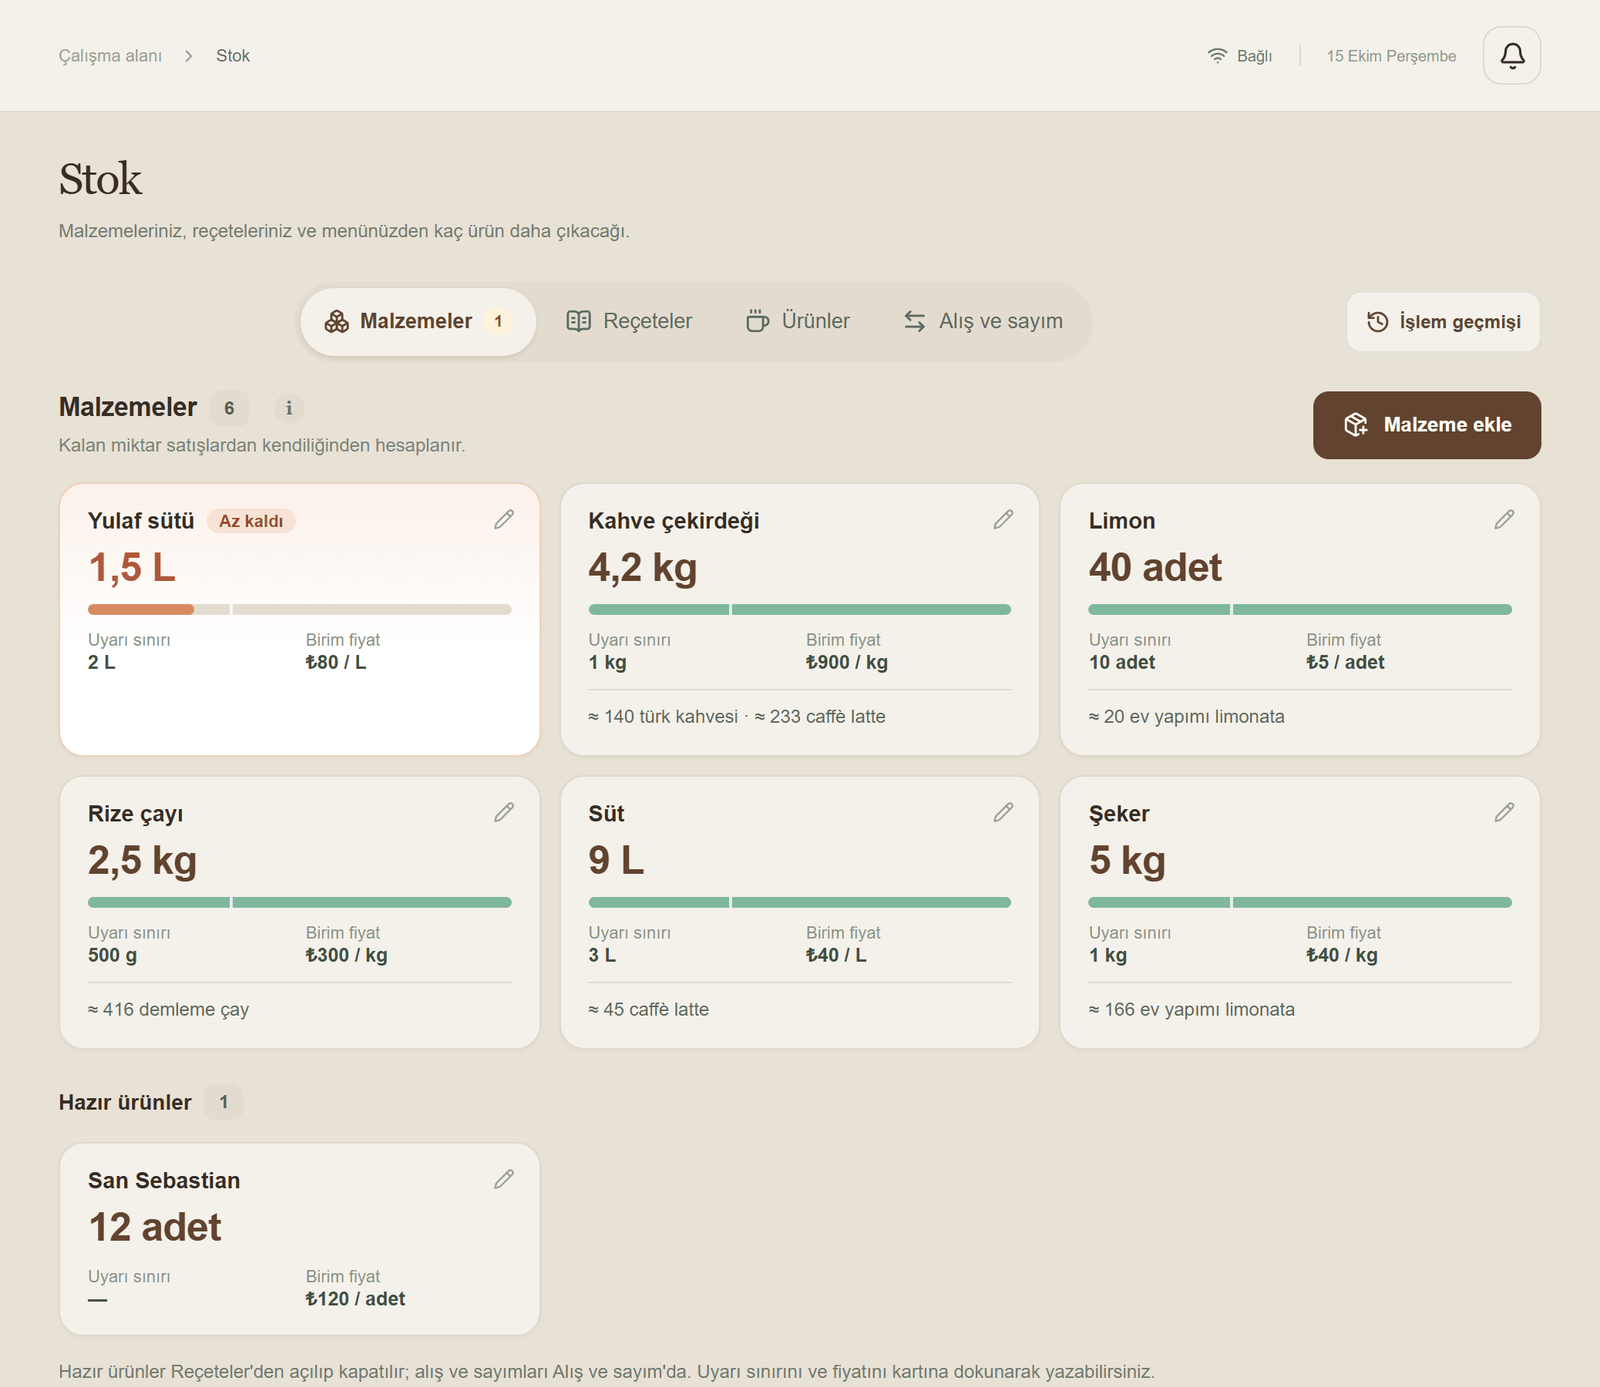 Çalışma alanı > Stok
Bağlı
15 Ekim Perşembe
Stok
Malzemeleriniz, reçeteleriniz ve menünüzden kaç ürün daha çıkacağı.
Malzemeler 1
Reçeteler
Ürünler
Alış ve sayım
İşlem geçmişi
Malzemeler 6 i
Kalan miktar satışlardan kendiliğinden hesaplanır.
Malzeme ekle
Yulaf sütü Az kaldı
1,5 L
Uyarı sınırı Birim fiyat
2 L ₺80 / L
Kahve çekirdeği
4,2 kg
Uyarı sınırı Birim fiyat
1 kg ₺900 / kg
≈ 140 türk kahvesi · ≈ 233 caffè latte
Limon
40 adet
Uyarı sınırı Birim fiyat
10 adet ₺5 / adet
≈ 20 ev yapımı limonata
Rize çayı
2,5 kg
Uyarı sınırı Birim fiyat
500 g ₺300 / kg
≈ 416 demleme çay
Süt
9 L
Uyarı sınırı Birim fiyat
3 L ₺40 / L
≈ 45 caffè latte
Şeker
5 kg
Uyarı sınırı Birim fiyat
1 kg ₺40 / kg
≈ 166 ev yapımı limonata
Hazır ürünler 1
San Sebastian
12 adet
Uyarı sınırı Birim fiyat
— ₺120 / adet
Hazır ürünler Reçeteler'den açılıp kapatılır; alış ve sayımları Alış ve sayım'da. Uyarı sınırını ve fiyatını kartına dokunarak yazabilirsiniz.